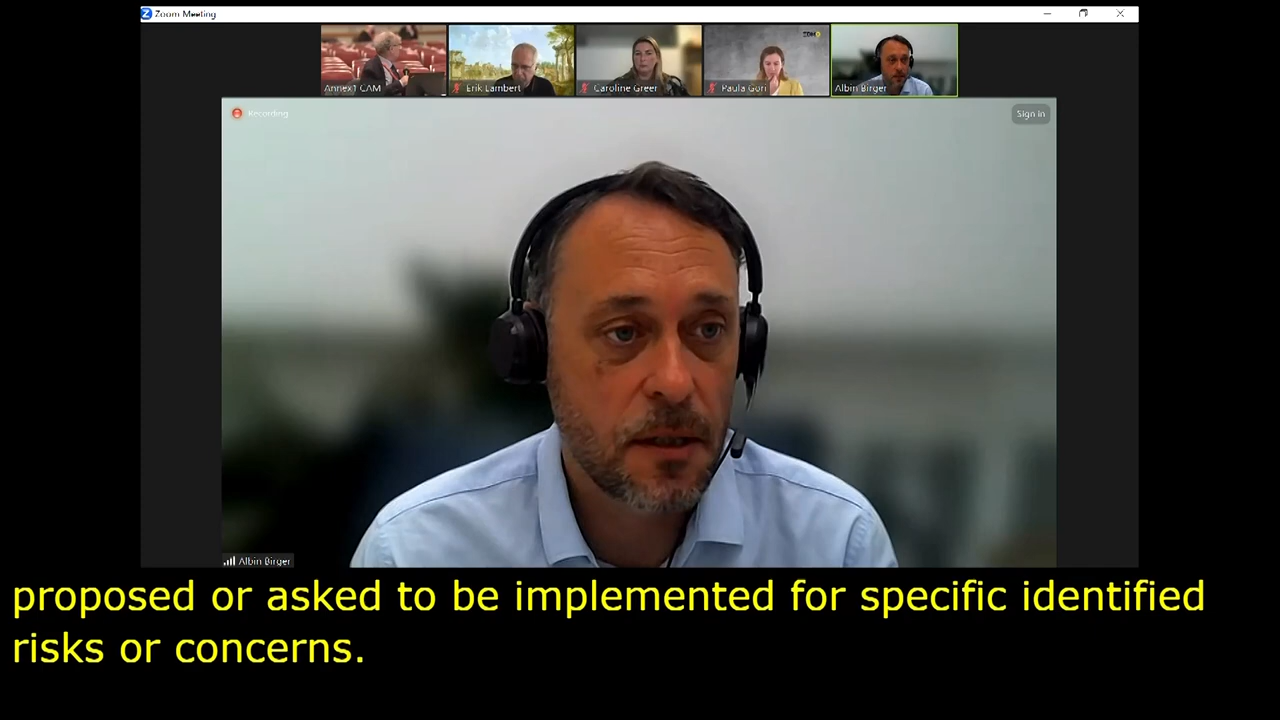 Zoom Meeting
Annex1 CAM
Erik Lambert
Caroline Greer
Paula Gori
Albin Birger
Recording
Sign in
Albin Birger
proposed or asked to be implemented for specific identified
risks or concerns.